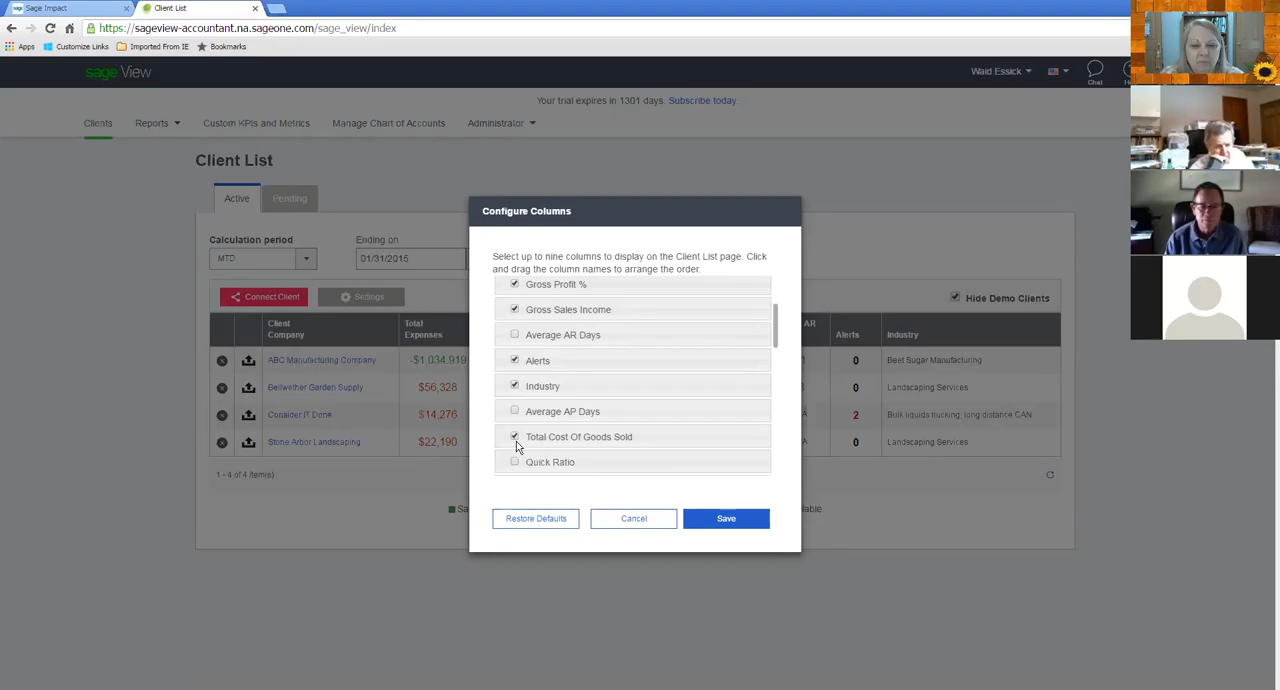 sage Sage Impact
Client List
https://sageview-accountant.na.sageone.com/sage_view/index
Apps Customize Links Imported From IE Bookmarks
sage View
Waid Essick
Chat
Your trial expires in 1301 days. Subscribe today.
Clients Reports Custom KPIs and Metrics Manage Chart of Accounts Administrator
Client List
Active Pending
Calculation period Ending on
MTD 01/31/2015
Connect Client Settings Hide Demo Clients
Client Company Total Expenses AR Alerts Industry
ABC Manufacturing Company -$1,034,919 0 Beet Sugar Manufacturing
Bellwether Garden Supply $56,328 0 Landscaping Services
Consider IT Done $14,276 A 2 Bulk liquids trucking, long distance CAN
Stone Arbor Landscaping $22,190 A 0 Landscaping Services
1 - 4 of 4 item(s)
Configure Columns
Select up to nine columns to display on the Client List page. Click
and drag the column names to arrange the order.
Gross Profit %
Gross Sales Income
Average AR Days
Alerts
Industry
Average AP Days
Total Cost Of Goods Sold
Quick Ratio
Restore Defaults Cancel Save